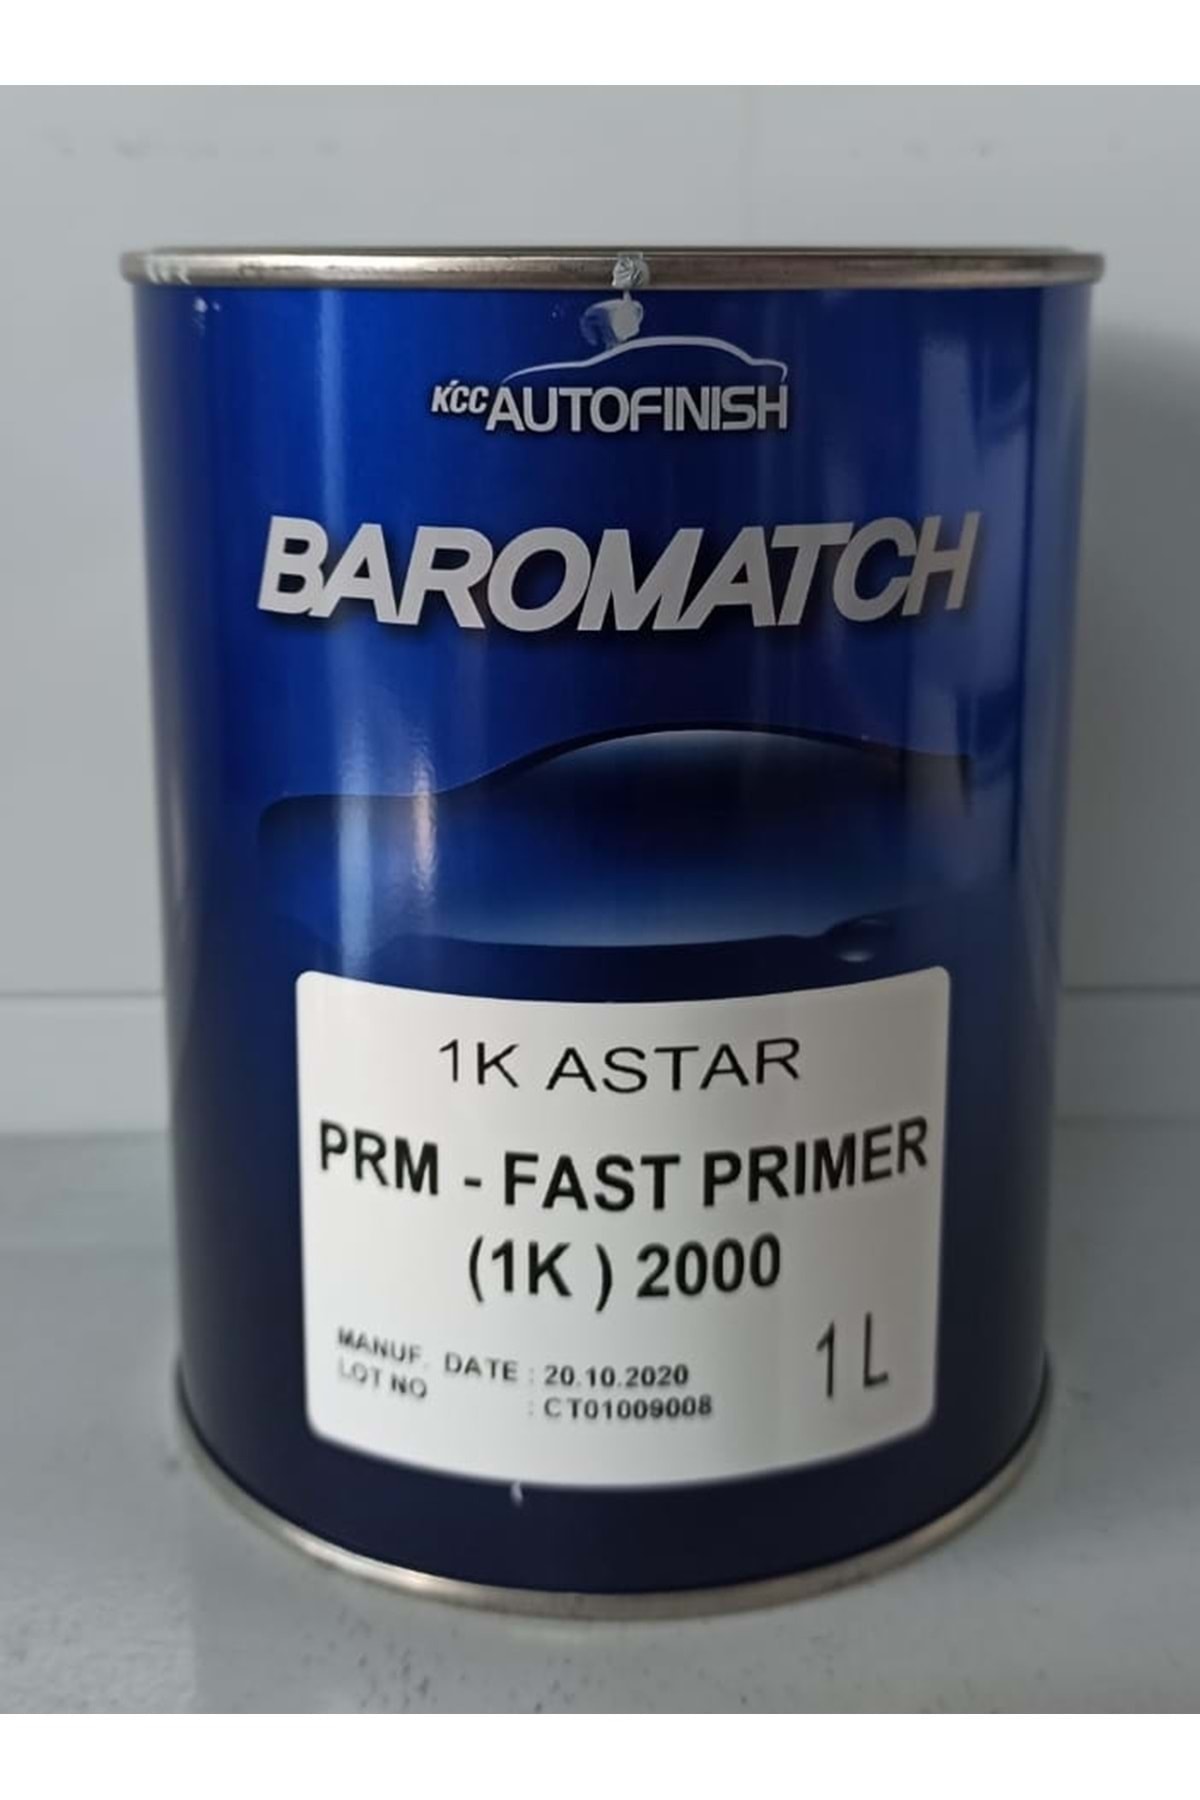 KCC AUTOFINISH
BAROMATCH
1K ASTAR
PRM - FAST PRIMER
(1K ) 2000
MANUF. DATE : 20.10.2020
LOT NO : CT01009008
1 L